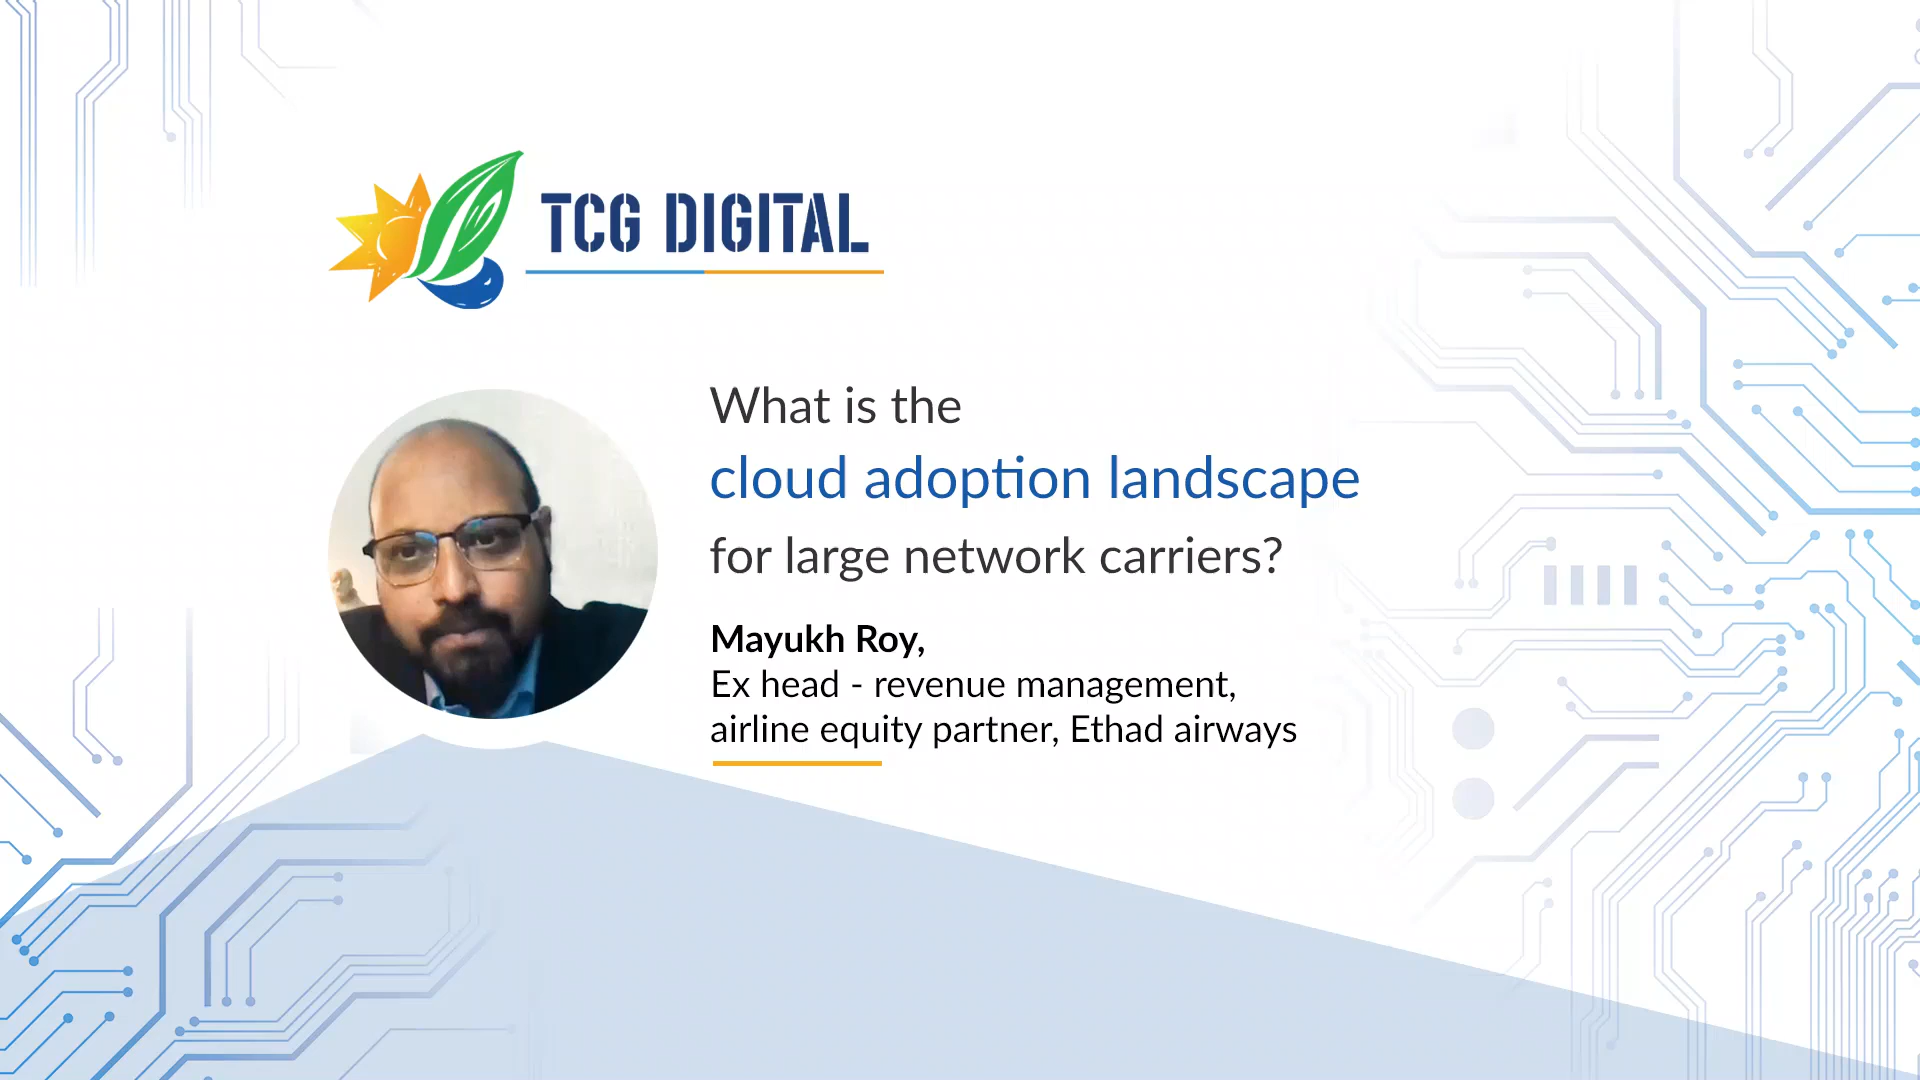 TCG DIGITAL
What is the
cloud adoption landscape
for large network carriers?
Mayukh Roy,
Ex head - revenue management,
airline equity partner, Ethad airways